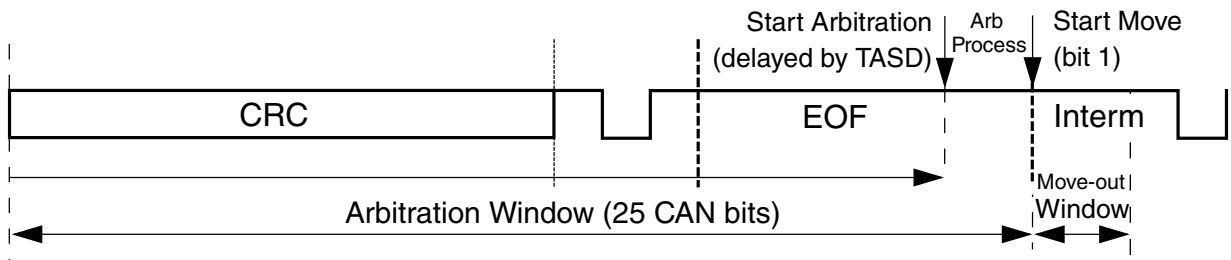 Start Arbitration
(delayed by TASD)
Arb
Process
Start Move
(bit 1)
CRC
EOF
Interm
Arbitration Window (25 CAN bits)
Move-out
Window